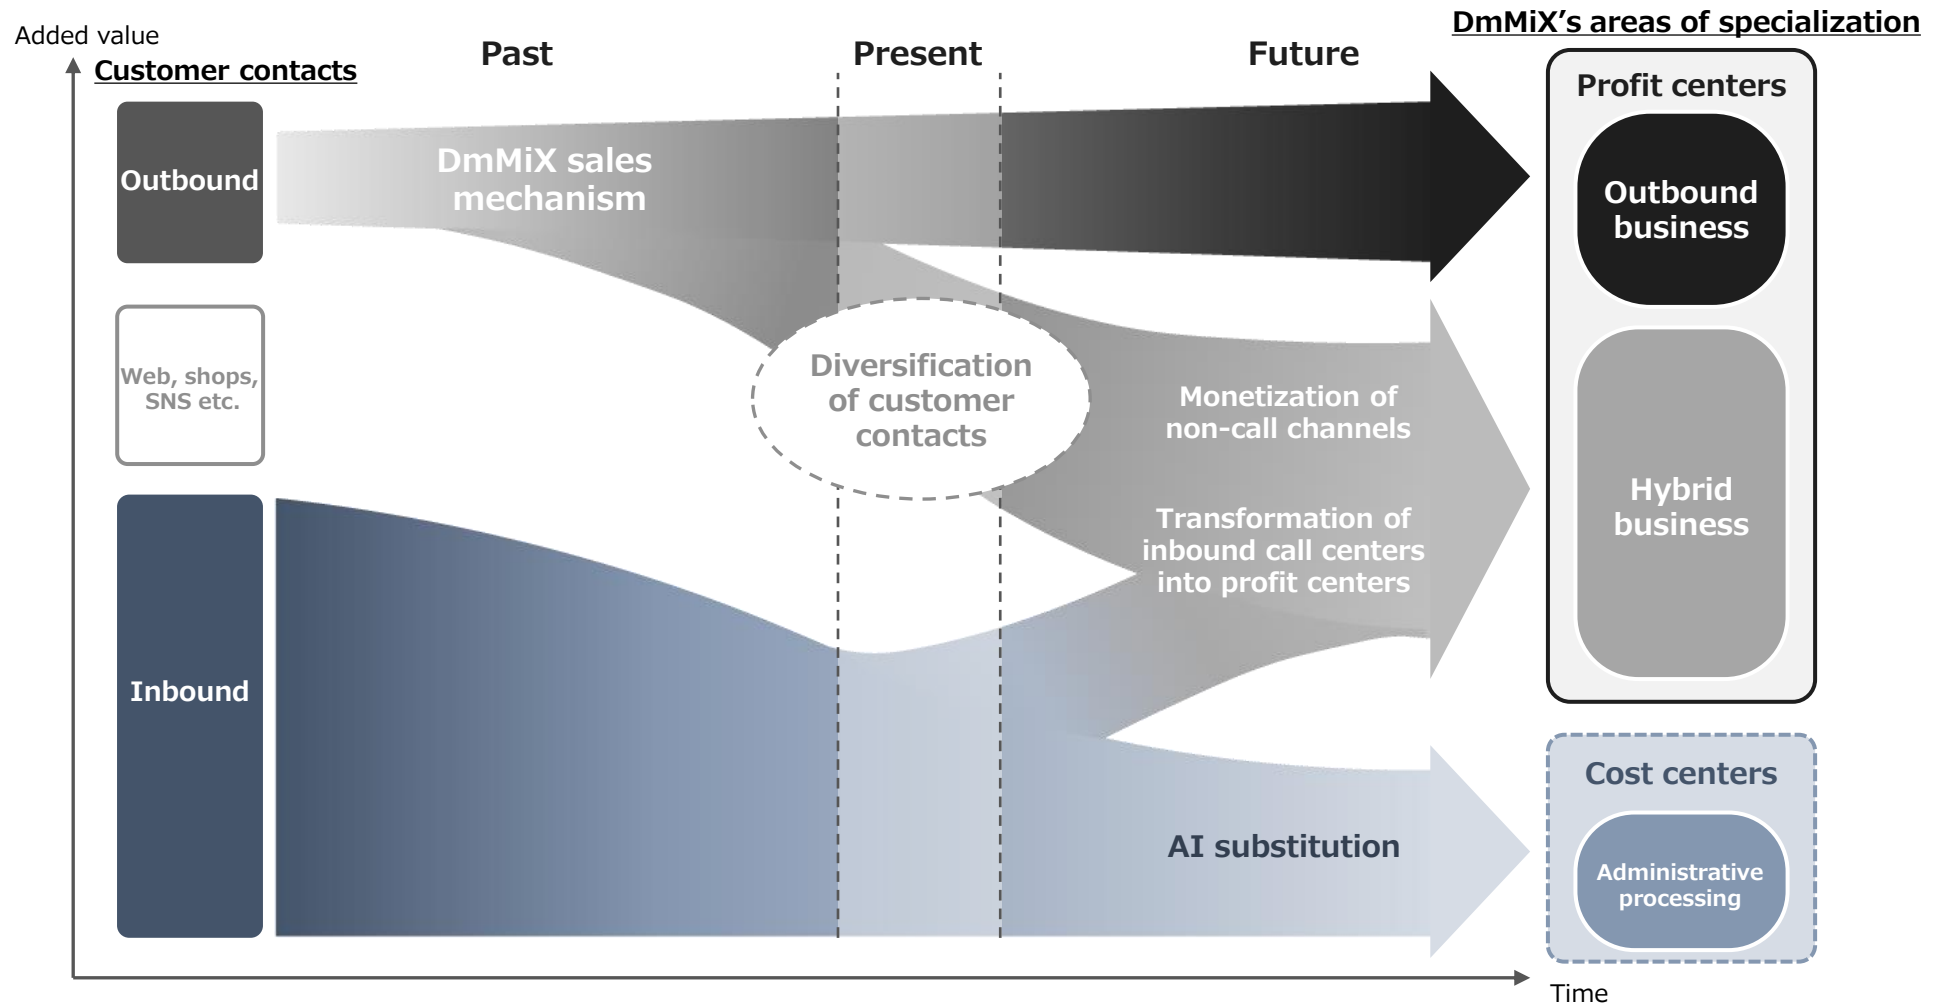 DmMiX’s areas of specialization
Added value
Customer contacts
Past
Present
Future
Outbound
DmMiX sales
mechanism
Profit centers
Outbound
business
Web, shops,
SNS etc.
Diversification
of customer
contacts
Monetization of
non-call channels
Transformation of
inbound call centers
into profit centers
Hybrid
business
Inbound
AI substitution
Cost centers
Administrative
processing
Time